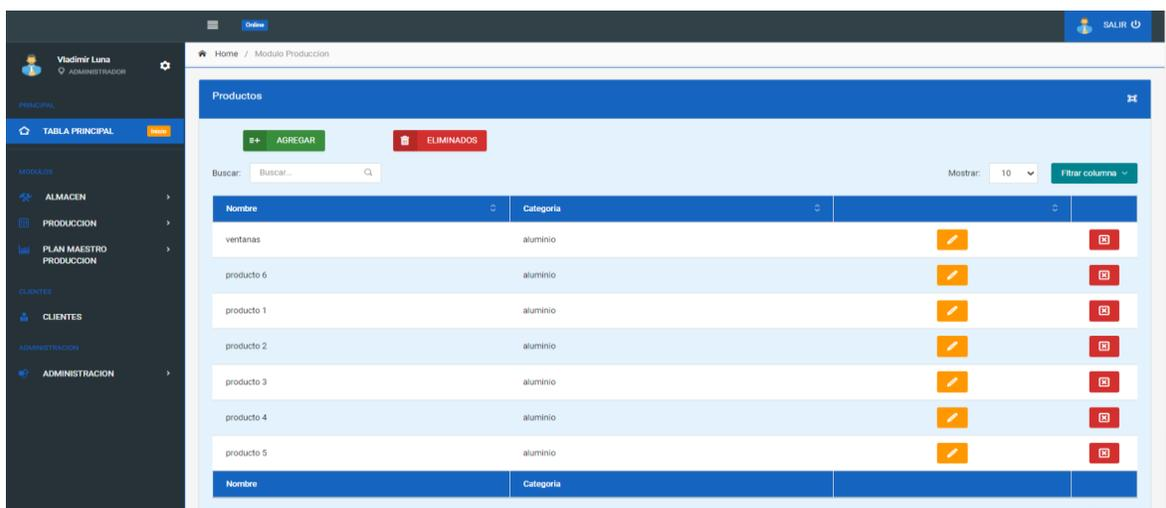 Online
SALIR
Vladimir Luna
ADMINISTRADOR
Home / Modulo Produccion
PRINCIPAL
TABLA PRINCIPAL Inicio
MODULOS
ALMACEN
PRODUCCION
PLAN MAESTRO
PRODUCCION
CLIENTES
CLIENTES
ADMINISTRACION
ADMINISTRACION
Productos
AGREGAR ELIMINADOS
Buscar: Buscar... Mostrar: 10 Filtrar columna
Nombre Categoria
ventanas aluminio
producto 6 aluminio
producto 1 aluminio
producto 2 aluminio
producto 3 aluminio
producto 4 aluminio
producto 5 aluminio
Nombre Categoria